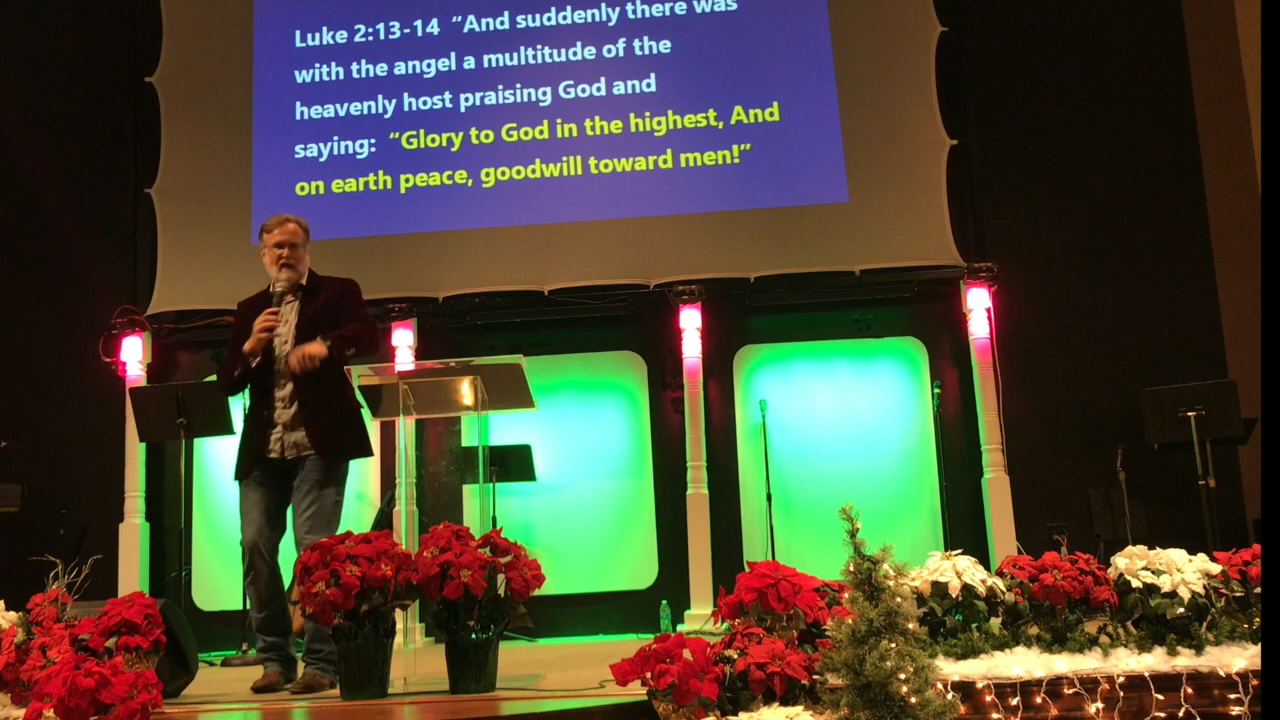 Luke 2:13-14 “And suddenly there was
with the angel a multitude of the
heavenly host praising God and
saying: “Glory to God in the highest, And
on earth peace, goodwill toward men!”